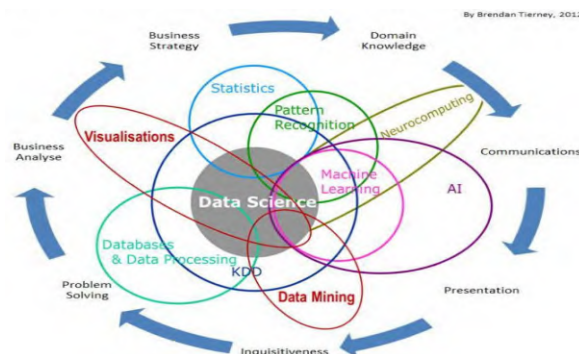 By Brendan Tierney, 2012
Business
Strategy
Domain
Knowledge
Statistics
Pattern
Recognition
Neurocomputing
Visualisations
Business
Analyse
Communications
Machine
Learning
AI
Data Science
Databases
& Data Processing
KDD
Problem
Solving
Data Mining
Presentation
Inquisitiveness